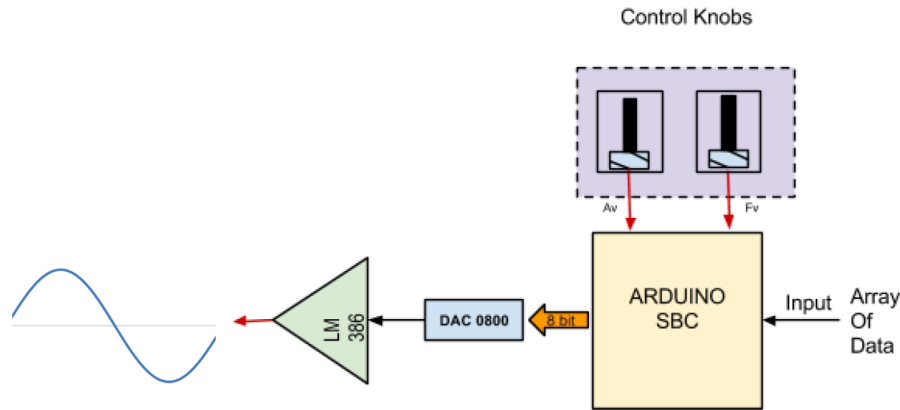 Control Knobs
Av
Fv
ARDUINO
SBC
Input
Array
Of
Data
8 bit
DAC 0800
LM
386